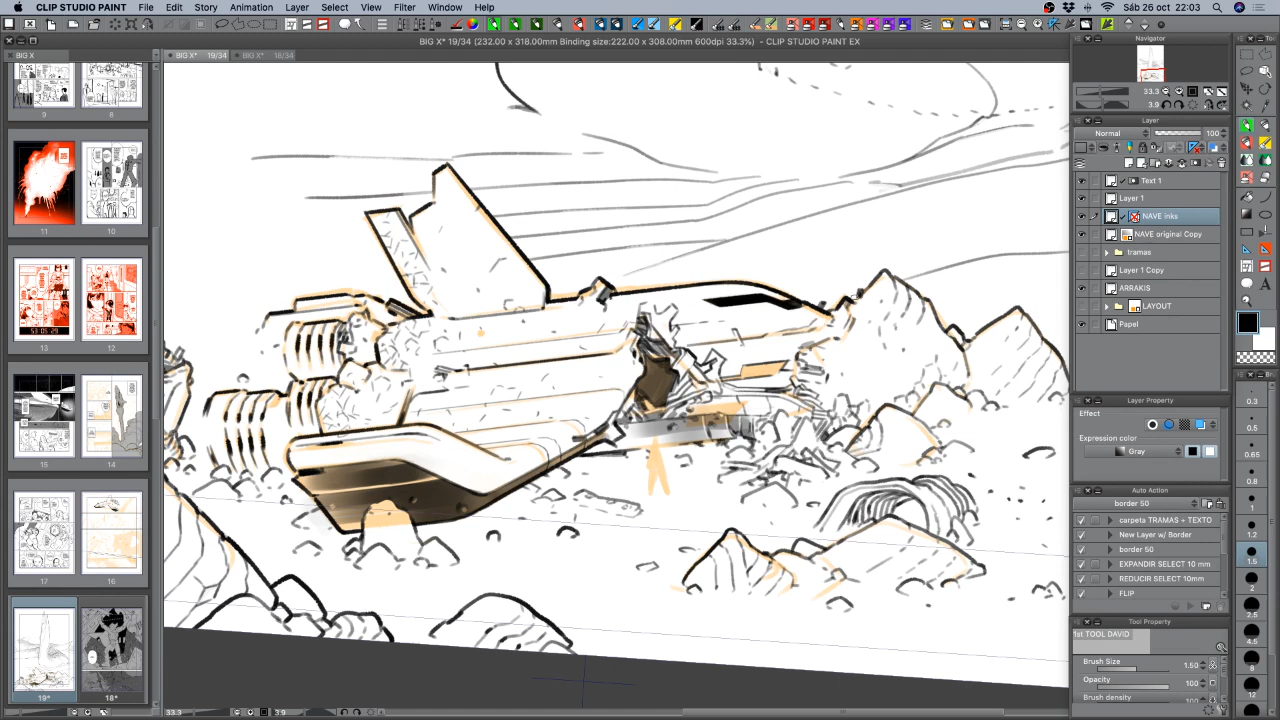 CLIP STUDIO PAINT File Edit Story Animation Layer Select View Filter Window Help Sáb 26 oct 22:03
BIG X* 19/34 (232.00 x 318.00mm Binding size:222.00 x 308.00mm 600dpi 33.3%) - CLIP STUDIO PAINT EX
BIG X
BIG X* 19/34
BIG X* 18/34
9 8
11 10
13 12
15 14
17 16
19* 18*
33.3 3.9
Navigator
33.3
3.9
Layer
Normal 100
Text 1
Layer 1
NAVE inks
NAVE original Copy
tramas
Layer 1 Copy
ARRAKIS
LAYOUT
Papel
Layer Property
Effect
Expression color
Gray
Auto Action
border 50
carpeta TRAMAS + TEXTO
New Layer w/ Border
border 50
EXPANDIR SELECT 10 mm
REDUCIR SELECT 10mm
FLIP
Tool Property
1st TOOL DAVID
Brush Size 1.50
Opacity 100
Brush density
To
Br
0.3
0.5
0.65
0.8
1
1.2
1.5
2
2.5
4.5
8
12